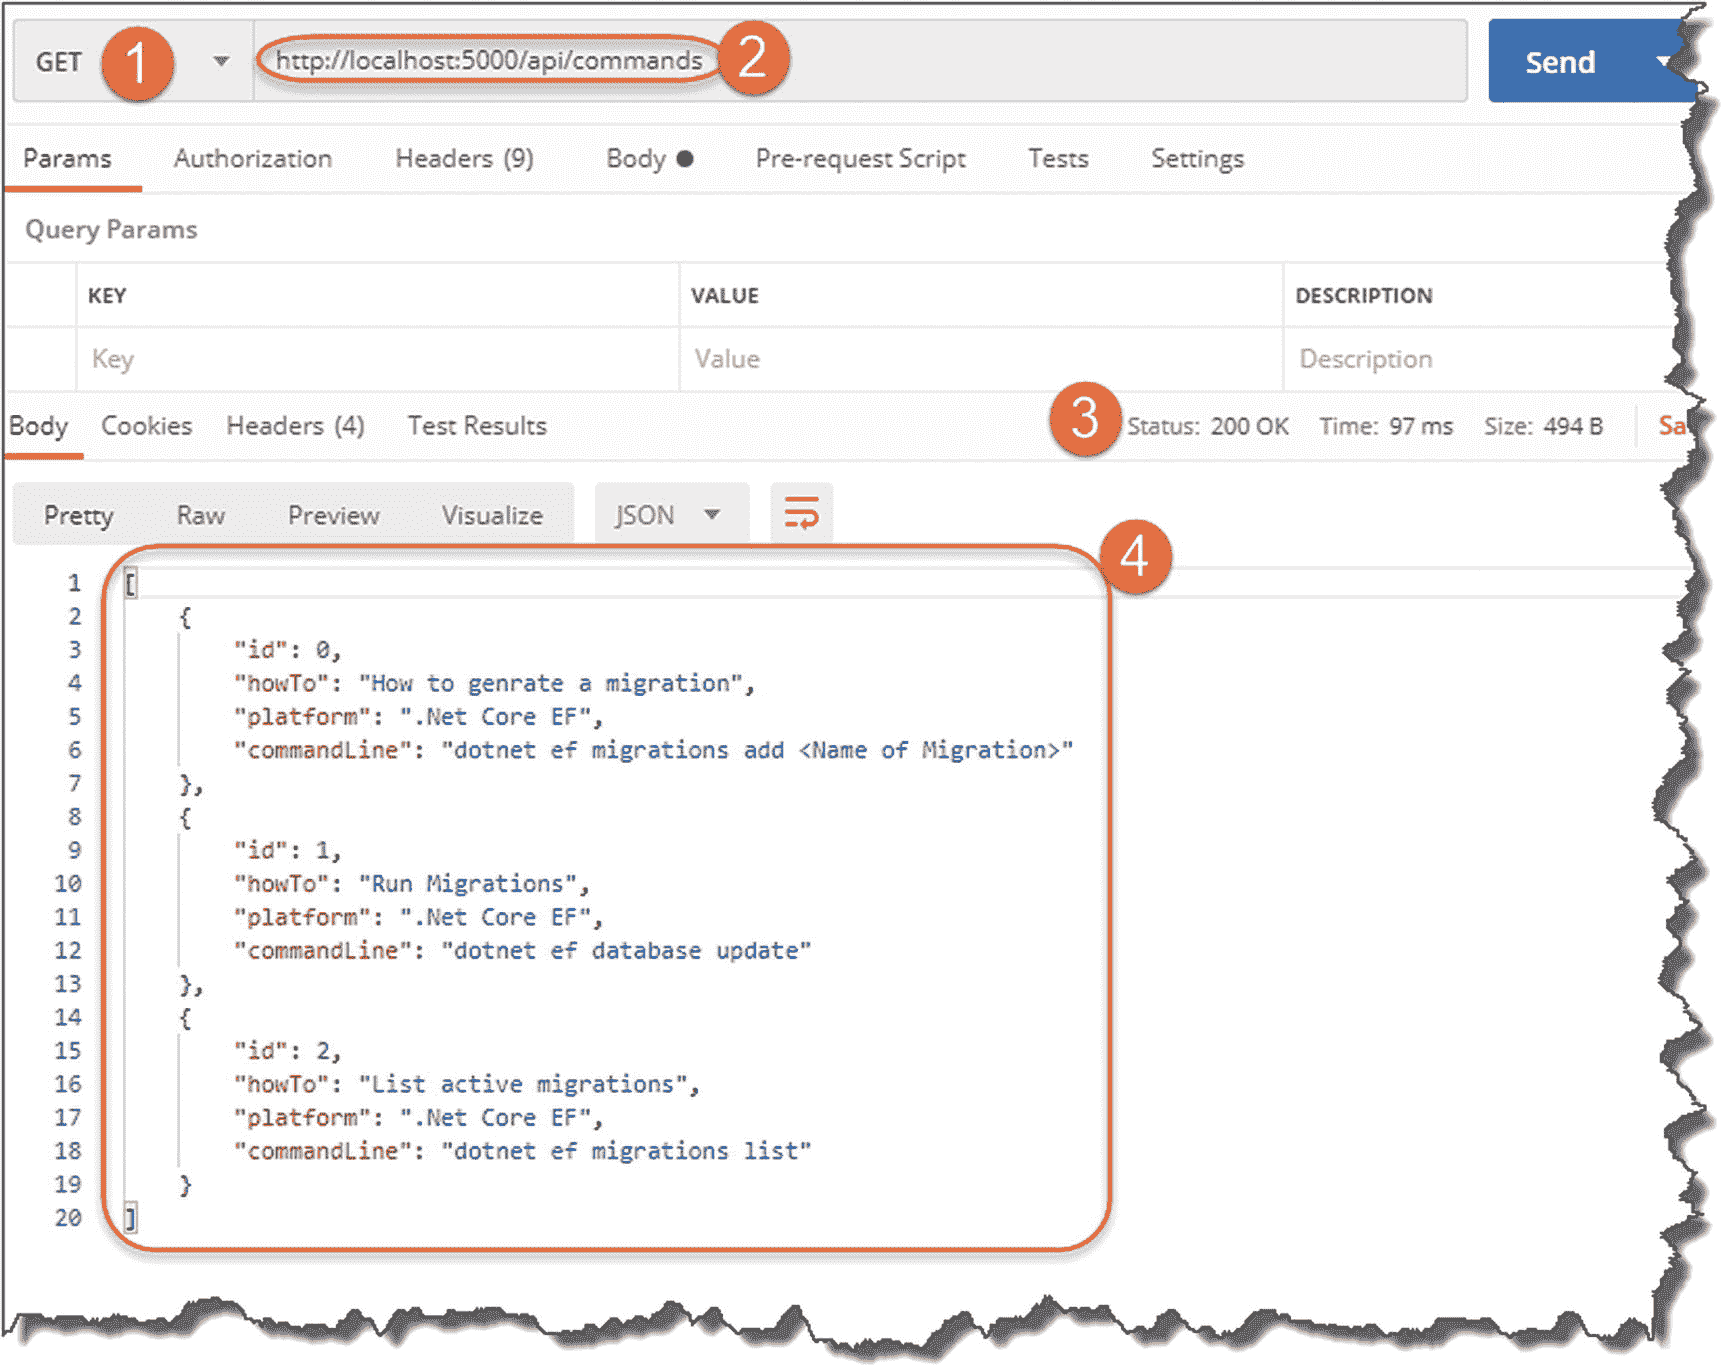 GET 1 http://localhost:5000/api/commands 2 Send
Params Authorization Headers (9) Body Pre-request Script Tests Settings
Query Params
KEY VALUE DESCRIPTION
Key Value Description
Body Cookies Headers (4) Test Results 3 Status: 200 OK Time: 97 ms Size: 494 B Sa
Pretty Raw Preview Visualize JSON
4
1 [
2 {
3 "id": 0,
4 "howTo": "How to genrate a migration",
5 "platform": ".Net Core EF",
6 "commandLine": "dotnet ef migrations add <Name of Migration>"
7 },
8 {
9 "id": 1,
10 "howTo": "Run Migrations",
11 "platform": ".Net Core EF",
12 "commandLine": "dotnet ef database update"
13 },
14 {
15 "id": 2,
16 "howTo": "List active migrations",
17 "platform": ".Net Core EF",
18 "commandLine": "dotnet ef migrations list"
19 }
20 ]